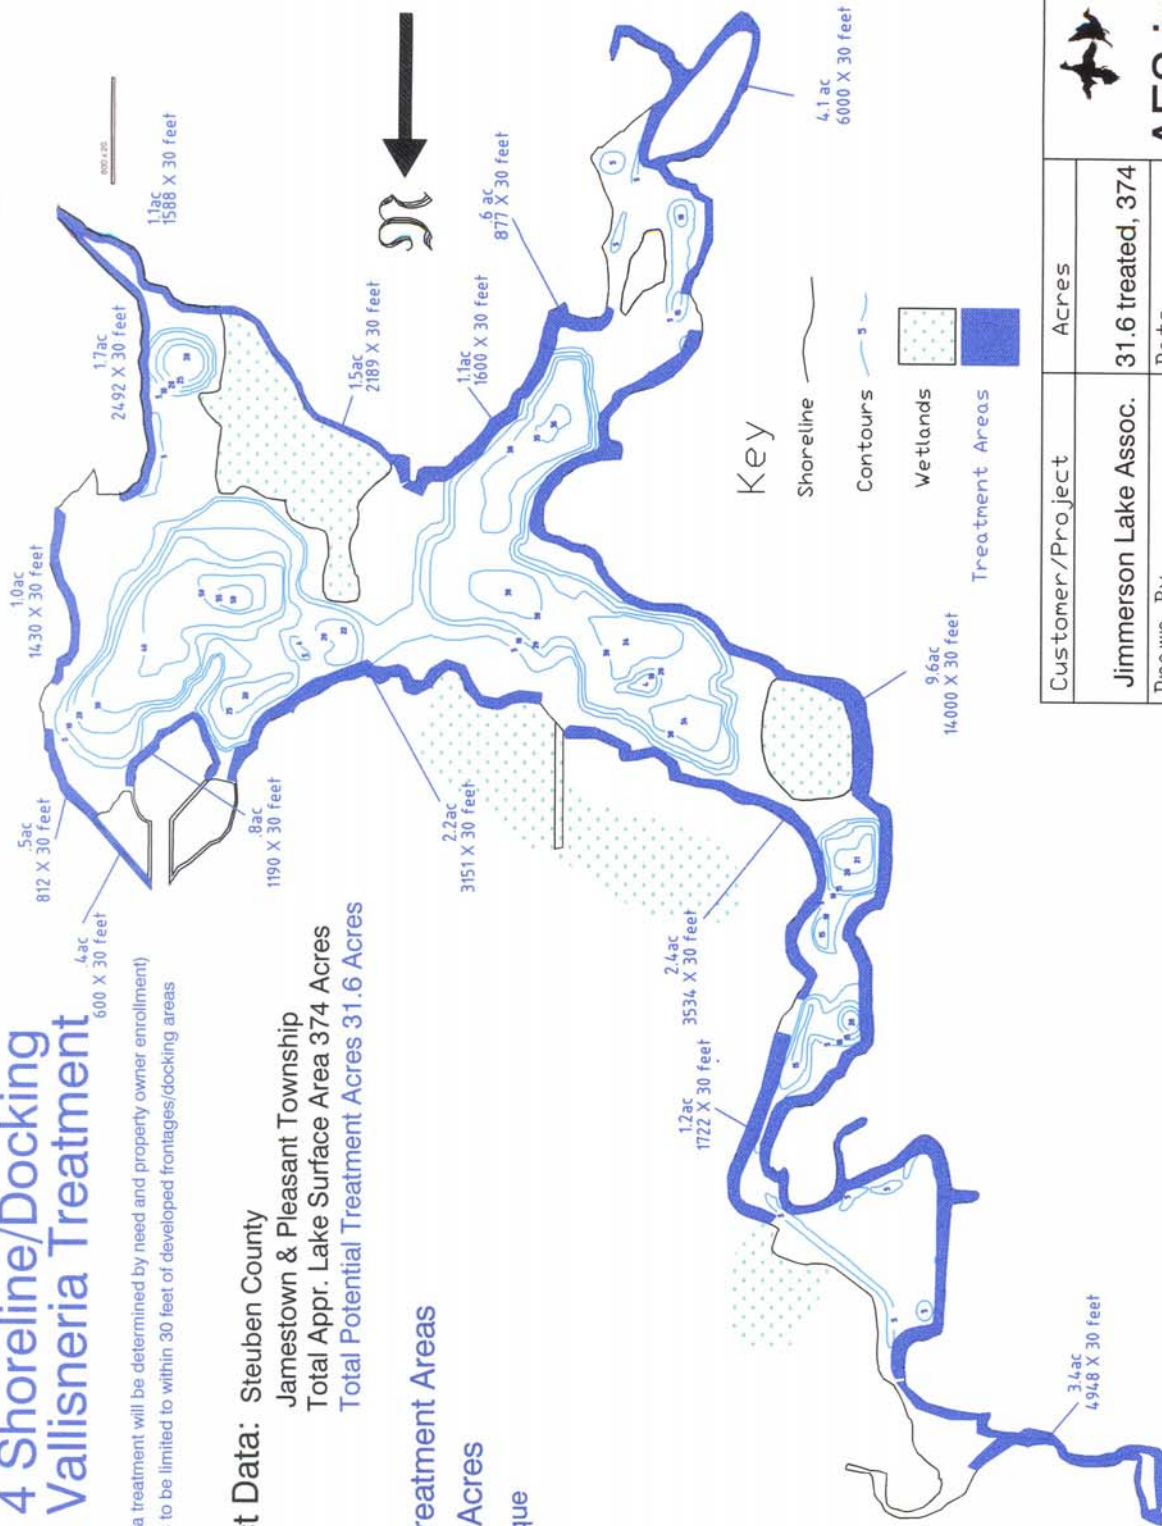 4 Shoreline/Docking
Vallisneria Treatment
a treatment will be determined by need and property owner enrollment)
to be limited to within 30 feet of developed frontages/docking areas
t Data: Steuben County
Jamestown & Pleasant Township
Total Appr. Lake Surface Area 374 Acres
Total Potential Treatment Acres 31.6 Acres
reatment Areas
Acres
que
.5ac
812 X 30 feet
.4ac
600 X 30 feet
1.0ac
1430 X 30 feet
1.7ac
2492 X 30 feet
1.1ac
1588 X 30 feet
.8ac
1190 X 30 feet
1.5ac
2189 X 30 feet
2.2ac
3151 X 30 feet
1.1ac
1600 X 30 feet
.6 ac
877 X 30 feet
4.1 ac
6000 X 30 feet
2.4ac
3534 X 30 feet
1.2ac
1722 X 30 feet
9.6ac
14000 X 30 feet
3.4ac
4948 X 30 feet
N
Key
Shoreline
Contours
5
Wetlands
Treatment Areas
Customer/Project
Acres
Jimmerson Lake Assoc.
31.6 treated, 374